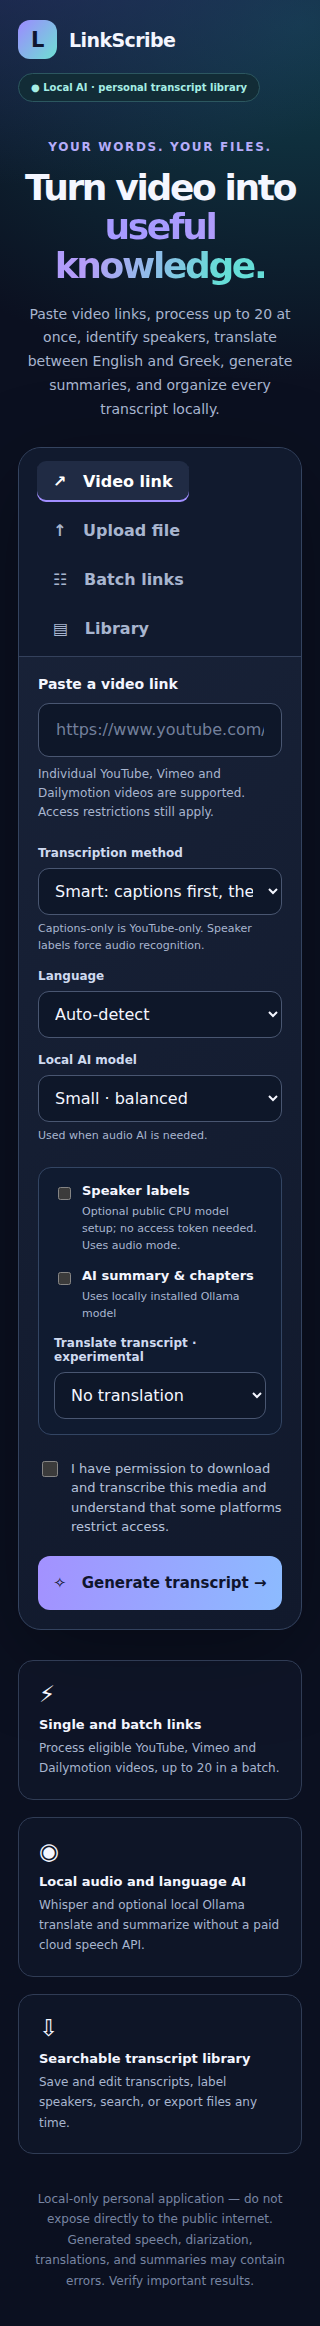 L LinkScribe
● Local AI · personal transcript library
YOUR WORDS. YOUR FILES.
Turn video into
useful
knowledge.
Paste video links, process up to 20 at
once, identify speakers, translate
between English and Greek, generate
summaries, and organize every
transcript locally.
↗ Video link
↑ Upload file
☷ Batch links
▤ Library
Paste a video link
https://www.youtube.com/
Individual YouTube, Vimeo and
Dailymotion videos are supported.
Access restrictions still apply.
Transcription method
Smart: captions first, the
Captions-only is YouTube-only. Speaker
labels force audio recognition.
Language
Auto-detect
Local AI model
Small · balanced
Used when audio AI is needed.
Speaker labels
Optional public CPU model
setup; no access token needed.
Uses audio mode.
AI summary & chapters
Uses locally installed Ollama
model
Translate transcript ·
experimental
No translation
I have permission to download
and transcribe this media and
understand that some platforms
restrict access.
✧ Generate transcript →
⚡
Single and batch links
Process eligible YouTube, Vimeo and
Dailymotion videos, up to 20 in a batch.
◉
Local audio and language AI
Whisper and optional local Ollama
translate and summarize without a paid
cloud speech API.
⇩
Searchable transcript library
Save and edit transcripts, label
speakers, search, or export files any
time.
Local-only personal application — do not
expose directly to the public internet.
Generated speech, diarization,
translations, and summaries may contain
errors. Verify important results.